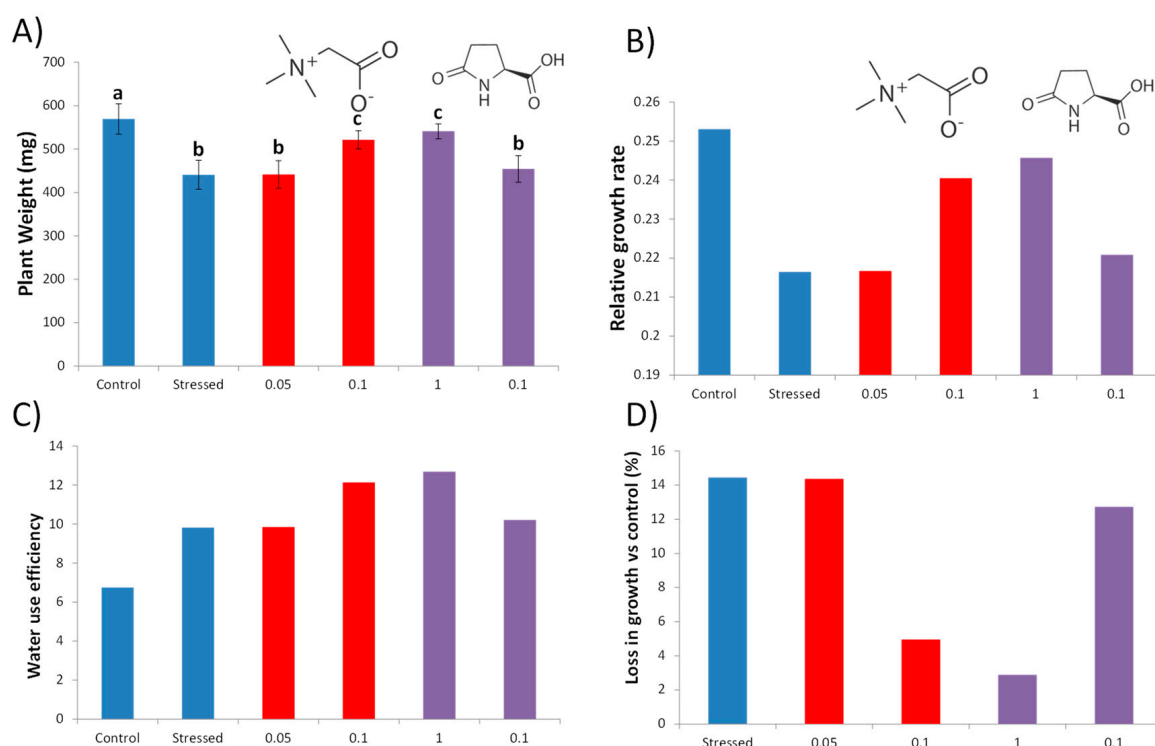 A)
Plant Weight (mg)
700
600
500
400
300
200
100
0
a
b
b
c
c
b
N+
O
O-
O
N
H
OH
O
Control Stressed 0.05 0.1 1 0.1
B)
Relative growth rate
0.26
0.25
0.24
0.23
0.22
0.21
0.2
0.19
N+
O
O-
O
N
H
OH
O
Control Stressed 0.05 0.1 1 0.1
C)
Water use efficiency
14
12
10
8
6
4
2
0
Control Stressed 0.05 0.1 1 0.1
D)
Loss in growth vs control (%)
16
14
12
10
8
6
4
2
0
Stressed 0.05 0.1 1 0.1